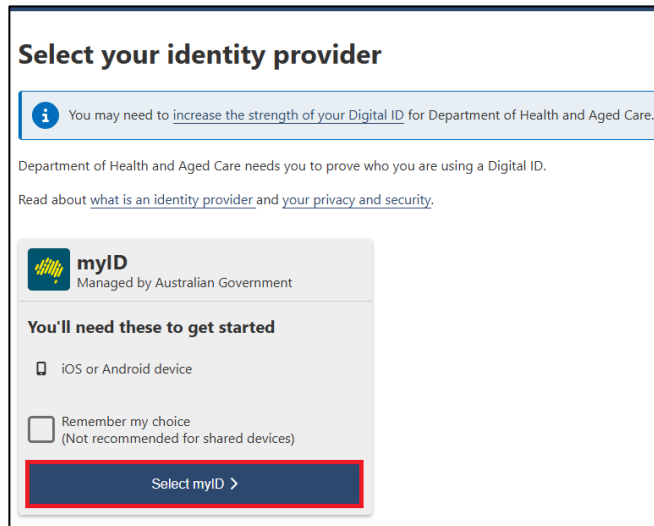 Select your identity provider
You may need to increase the strength of your Digital ID for Department of Health and Aged Care.
Department of Health and Aged Care needs you to prove who you are using a Digital ID.
Read about what is an identity provider and your privacy and security.
myID
Managed by Australian Government
You'll need these to get started
iOS or Android device
Remember my choice
(Not recommended for shared devices)
Select myID